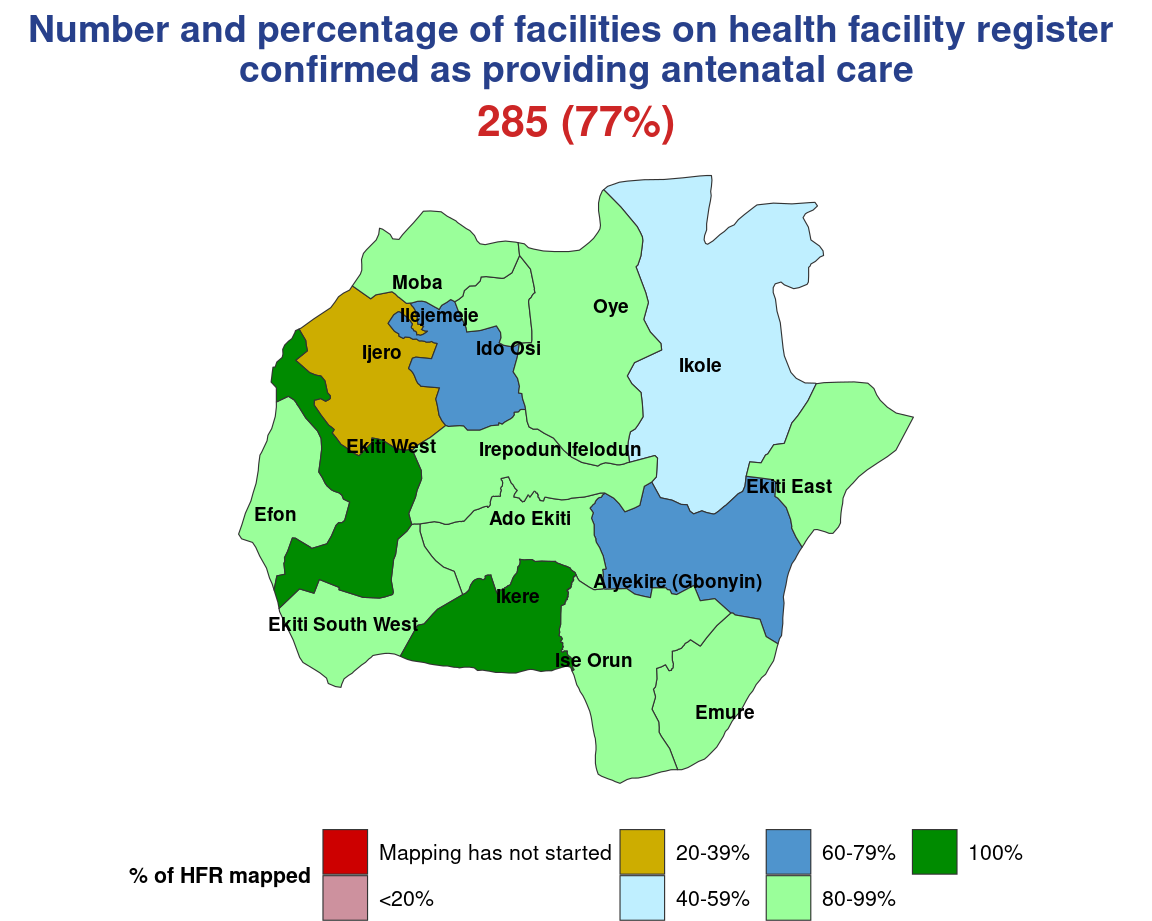 Number and percentage of facilities on health facility register
confirmed as providing antenatal care
285 (77%)
Moba
Ilejemeje
Oye
Ijero
Ido Osi
Ikole
Ekiti West
Irepodun Ifelodun
Ekiti East
Efon
Ado Ekiti
Aiyekire (Gbonyin)
Ikere
Ekiti South West
Ise Orun
Emure
% of HFR mapped
Mapping has not started
<20%
20-39%
40-59%
60-79%
80-99%
100%